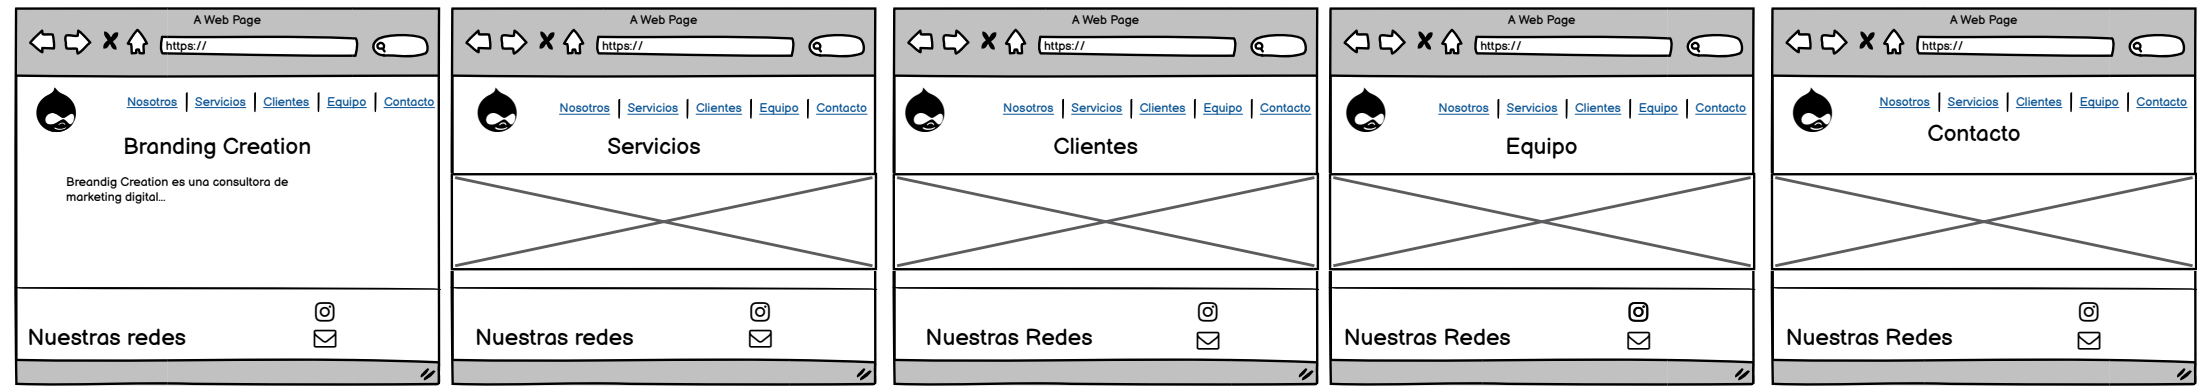 A Web Page
https://
Nosotros | Servicios | Clientes | Equipo | Contacto
Branding Creation
Breandig Creation es una consultora de
marketing digital...
Nuestras redes
A Web Page
https://
Nosotros | Servicios | Clientes | Equipo | Contacto
Servicios
Nuestras redes
A Web Page
https://
Nosotros | Servicios | Clientes | Equipo | Contacto
Clientes
Nuestras Redes
A Web Page
https://
Nosotros | Servicios | Clientes | Equipo | Contacto
Equipo
Nuestras Redes
A Web Page
https://
Nosotros | Servicios | Clientes | Equipo | Contacto
Contacto
Nuestras Redes